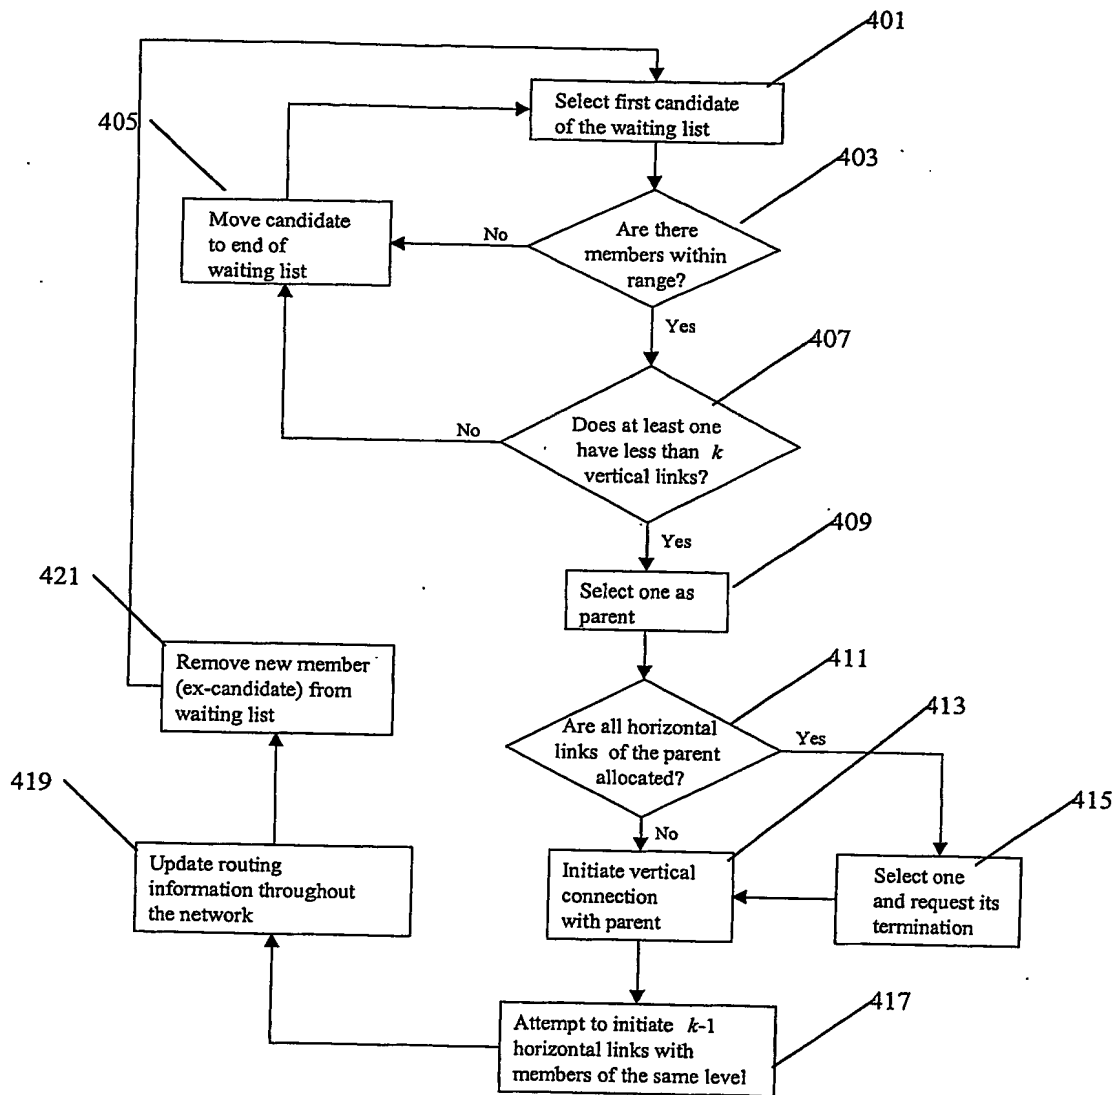 401
Select first candidate
of the waiting list
405
403
Move candidate
to end of
waiting list
No
Are there
members within
range?
Yes
407
No
Does at least one
have less than k
vertical links?
Yes
409
Select one as
parent
421
Remove new member
(ex-candidate) from
waiting list
411
413
Are all horizontal
links of the parent
allocated?
Yes
419
415
No
Update routing
information throughout
the network
Initiate vertical
connection
with parent
Select one
and request its
termination
417
Attempt to initiate k-1
horizontal links with
members of the same level